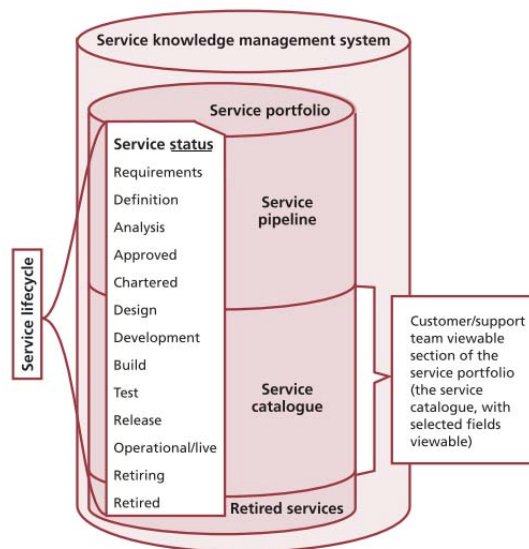 Service knowledge management system
Service portfolio
Service status
Requirements
Definition
Analysis
Approved
Chartered
Design
Development
Build
Test
Release
Operational/live
Retiring
Retired
Service
pipeline
Service
catalogue
Retired services
Service lifecycle
Customer/support
team viewable
section of the
service portfolio
(the service
catalogue, with
selected fields
viewable)